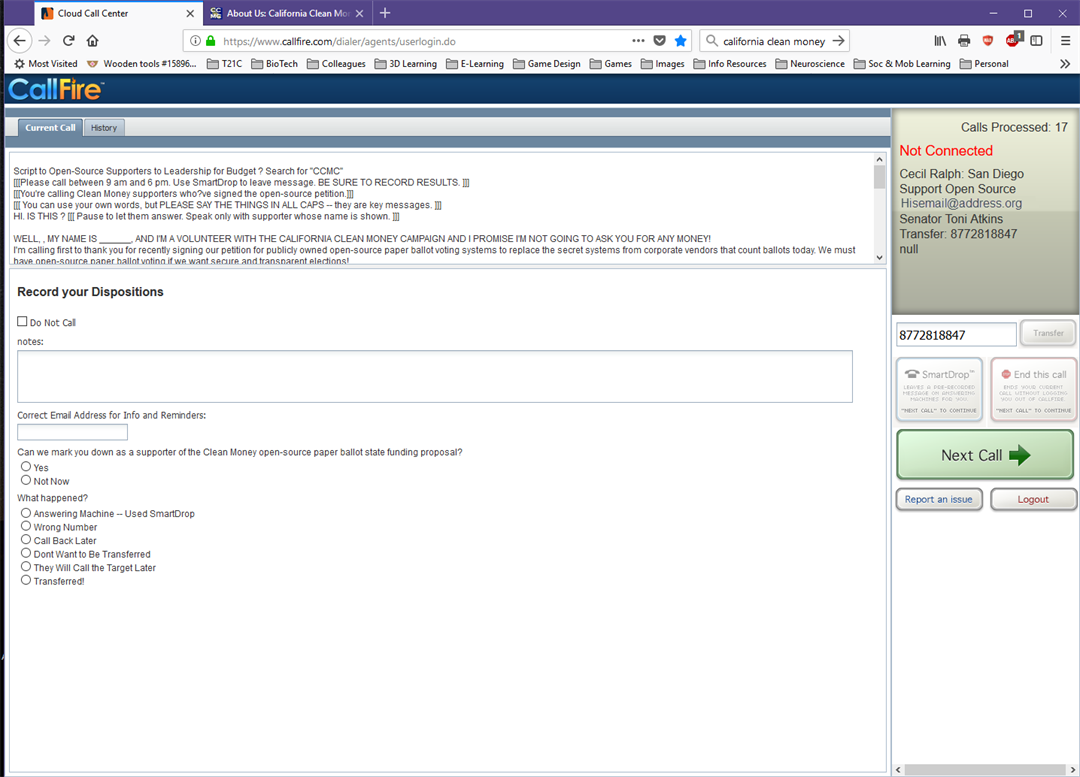 Cloud Call Center
About Us: California Clean Mon
https://www.callfire.com/dialer/agents/userlogin.do
california clean money
1
Most Visited
Wooden tools #15896...
T21C
BioTech
Colleagues
3D Learning
E-Learning
Game Design
Games
Images
Info Resources
Neuroscience
Soc & Mob Learning
Personal
CallFire™
Current Call
History
Script to Open-Source Supporters to Leadership for Budget ? Search for "CCMC"
[[[Please call between 9 am and 6 pm. Use SmartDrop to leave message. BE SURE TO RECORD RESULTS. ]]]
[[[You're calling Clean Money supporters who?ve signed the open-source petition.]]]
[[[ You can use your own words, but PLEASE SAY THE THINGS IN ALL CAPS -- they are key messages. ]]]
HI. IS THIS ? [[[ Pause to let them answer. Speak only with supporter whose name is shown. ]]]
WELL, , MY NAME IS _______, AND I'M A VOLUNTEER WITH THE CALIFORNIA CLEAN MONEY CAMPAIGN AND I PROMISE I'M NOT GOING TO ASK YOU FOR ANY MONEY!
I'm calling first to thank you for recently signing our petition for publicly owned open-source paper ballot voting systems to replace the secret systems from corporate vendors that count ballots today. We must
have open-source paper ballot voting if we want secure and transparent elections!
Record your Dispositions
Do Not Call
notes:
Correct Email Address for Info and Reminders:
Can we mark you down as a supporter of the Clean Money open-source paper ballot state funding proposal?
Yes
Not Now
What happened?
Answering Machine -- Used SmartDrop
Wrong Number
Call Back Later
Dont Want to Be Transferred
They Will Call the Target Later
Transferred!
Calls Processed: 17
Not Connected
Cecil Ralph: San Diego
Support Open Source
Hisemail@address.org
Senator Toni Atkins
Transfer: 8772818847
null
8772818847
Transfer
SmartDrop™
LEAVES A PRE-RECORDED
MESSAGE ON ANSWERING
MACHINES FOR YOU
"NEXT CALL" TO CONTINUE
End this call
ENDS YOUR CURRENT
CALL WITHOUT LOGGING
YOU OUT OF CALLFIRE
"NEXT CALL" TO CONTINUE
Next Call
Report an issue
Logout